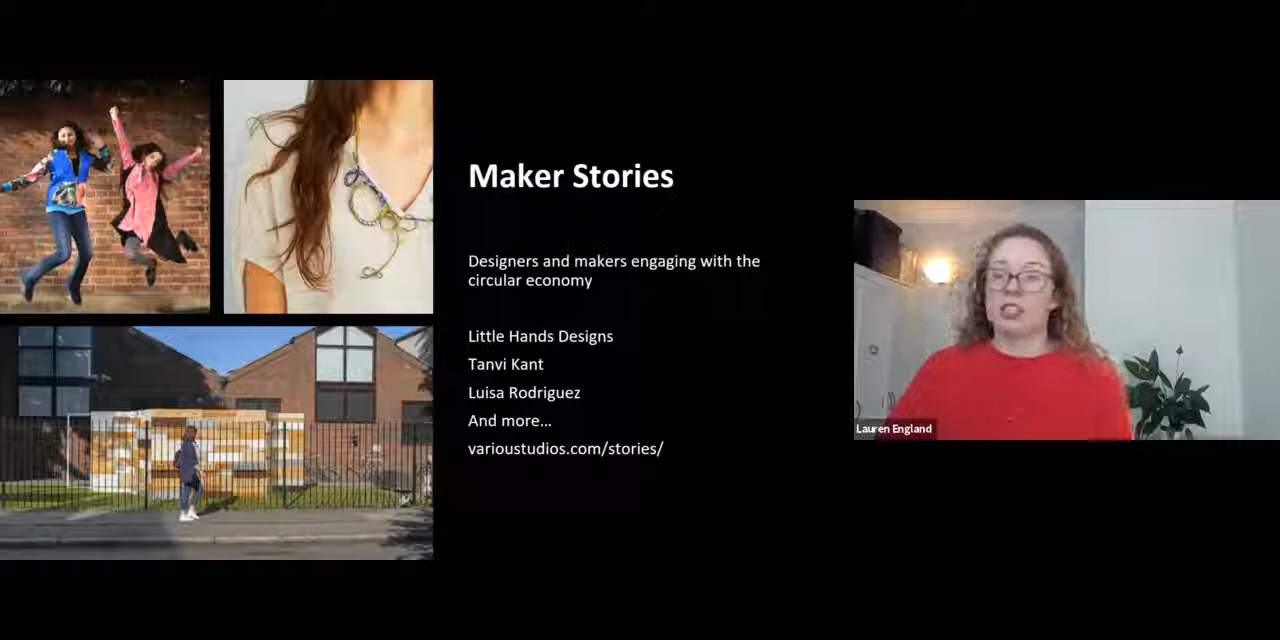 Maker Stories
Designers and makers engaging with the
circular economy
Little Hands Designs
Tanvi Kant
Luisa Rodriguez
And more...
varioustudios.com/stories/
Lauren England